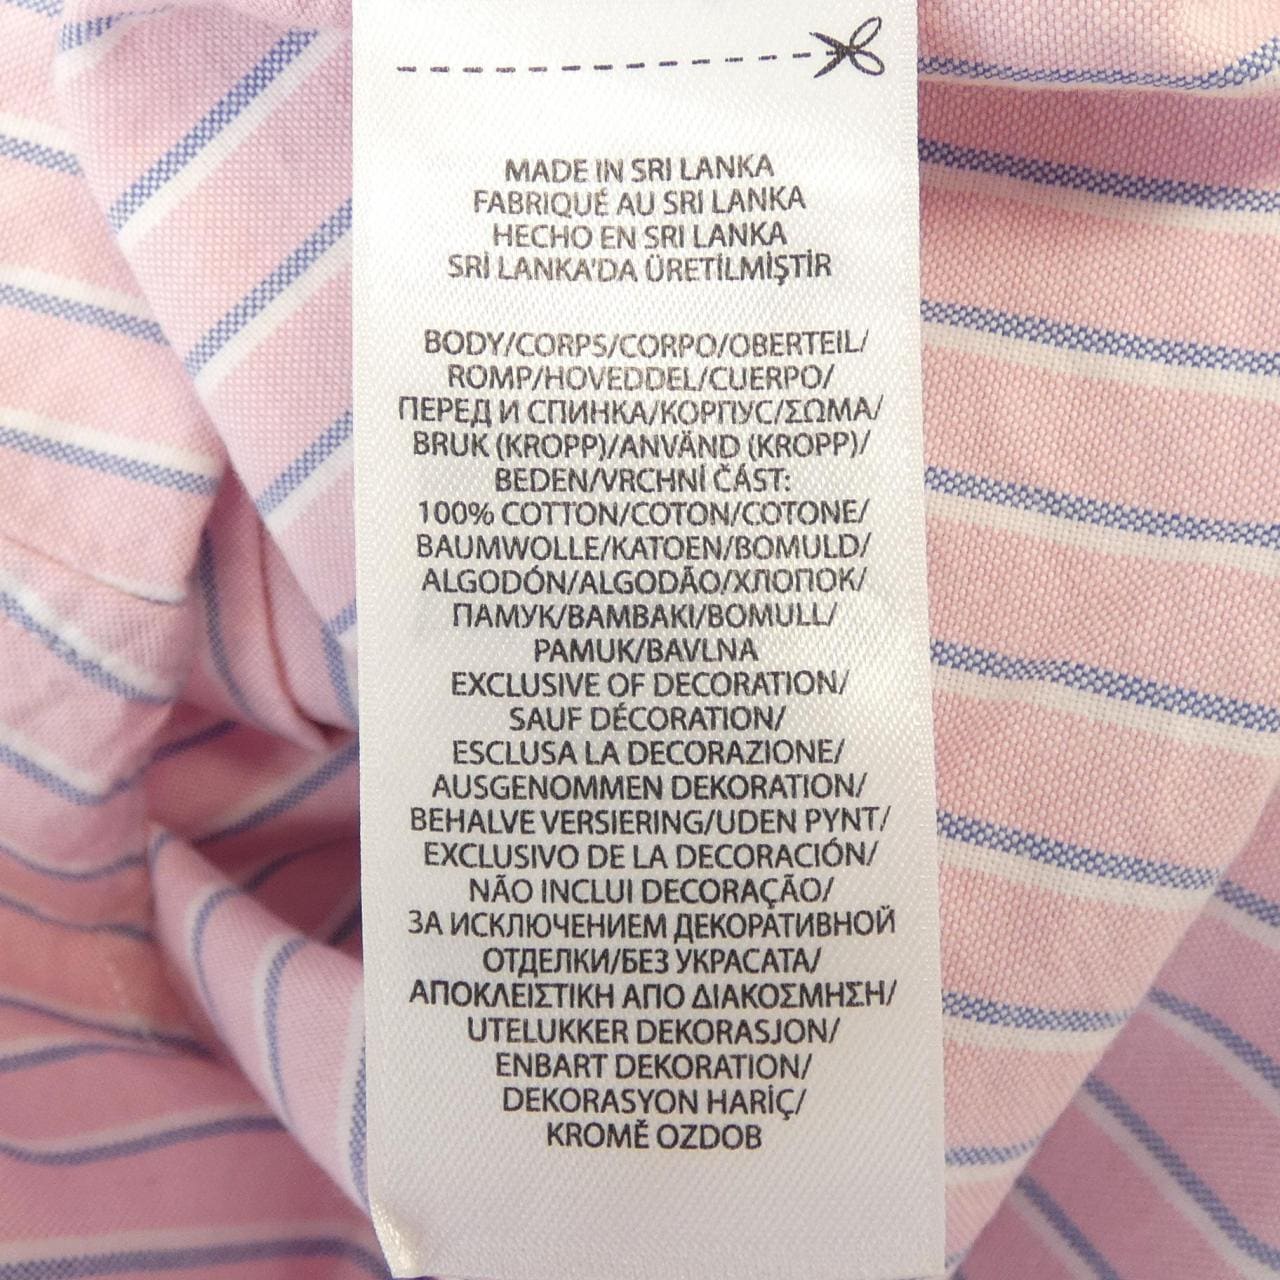 MADE IN SRI LANKA
FABRIQUÉ AU SRI LANKA
HECHO EN SRI LANKA
SRİ LANKA'DA ÜRETİLMİŞTİR
BODY/CORPS/CORPO/OBERTEIL/
ROMP/HOVEDDEL/CUERPO/
ПЕРЕД И СПИНКА/КОРПУС/ΣΩΜΑ/
BRUK (KROPP)/ANVÄND (KROPP)/
BEDEN/VRCHNÍ ČÁST:
100% COTTON/COTON/COTONE/
BAUMWOLLE/KATOEN/BOMULD/
ALGODÓN/ALGODÃO/ХЛОПОК/
ПАМУК/ΒΑΜΒΑΚΙ/BOMULL/
PAMUK/BAVLNA
EXCLUSIVE OF DECORATION/
SAUF DÉCORATION/
ESCLUSA LA DECORAZIONE/
AUSGENOMMEN DEKORATION/
BEHALVE VERSIERING/UDEN PYNT/
EXCLUSIVO DE LA DECORACIÓN/
NÃO INCLUI DECORAÇÃO/
ЗА ИСКЛЮЧЕНИЕМ ДЕКОРАТИВНОЙ
ОТДЕЛКИ/БЕЗ УКРАСАТА/
ΑΠΟΚΛΕΙΣΤΙΚΗ ΑΠΟ ΔΙΑΚΟΣΜΗΣΗ/
UTELUKKER DEKORASJON/
ENBART DEKORATION/
DEKORASYON HARİÇ/
KROMĚ OZDOB